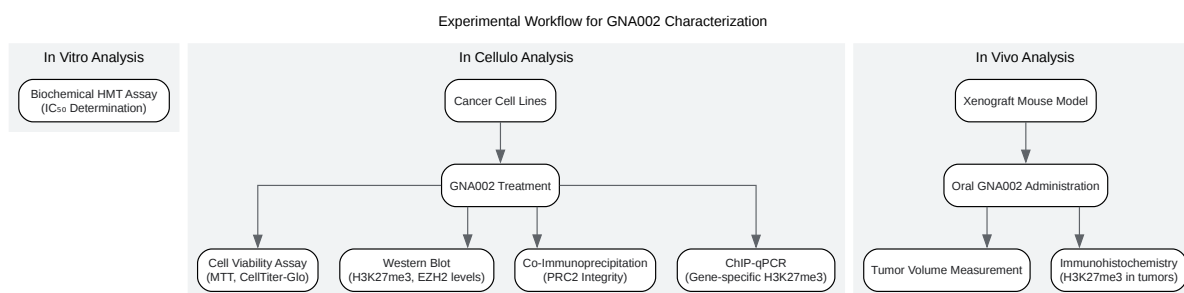 Experimental Workflow for GNA002 Characterization
In Vitro Analysis
Biochemical HMT Assay
(IC₅₀ Determination)
In Cellulo Analysis
Cancer Cell Lines
GNA002 Treatment
Cell Viability Assay
(MTT, CellTiter-Glo)
Western Blot
(H3K27me3, EZH2 levels)
Co-Immunoprecipitation
(PRC2 Integrity)
ChIP-qPCR
(Gene-specific H3K27me3)
In Vivo Analysis
Xenograft Mouse Model
Oral GNA002 Administration
Tumor Volume Measurement
Immunohistochemistry
(H3K27me3 in tumors)